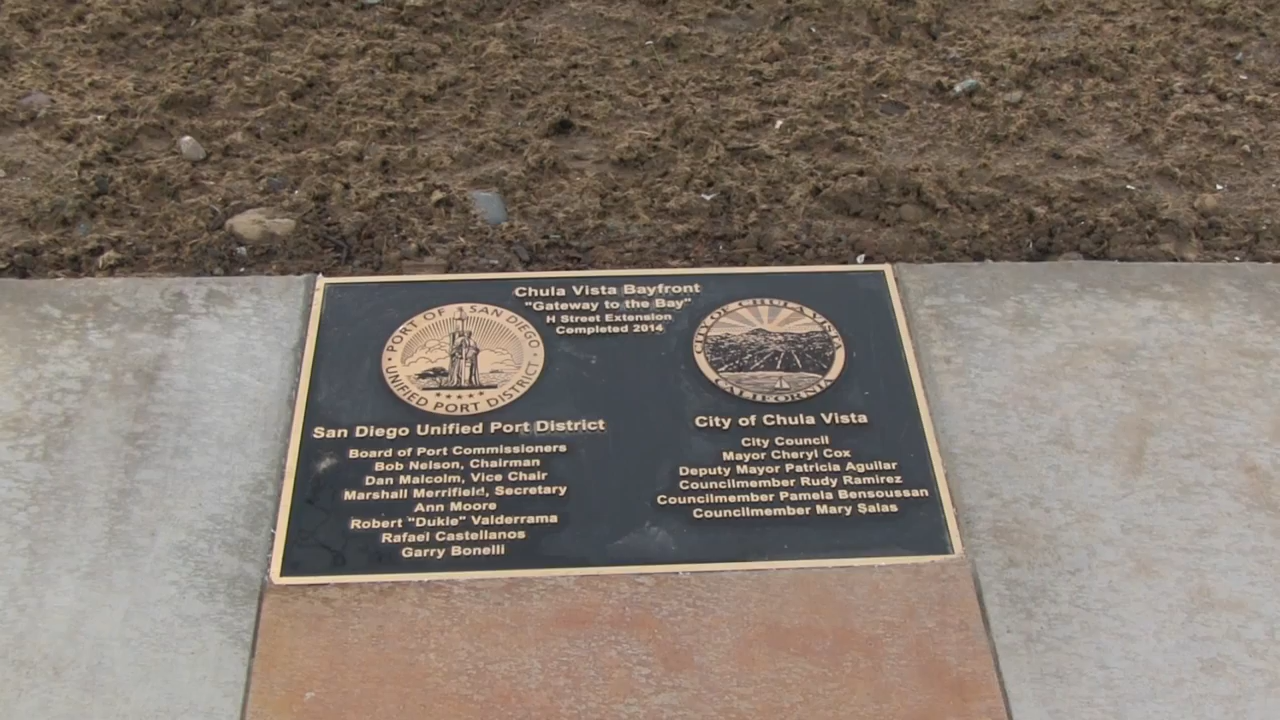 Chula Vista Bayfront
"Gateway to the Bay"
H Street Extension
Completed 2014
PORT OF SAN DIEGO
UNIFIED PORT DISTRICT
CITY OF CHULA VISTA
CALIFORNIA
San Diego Unified Port District
Board of Port Commissioners
Bob Nelson, Chairman
Dan Malcolm, Vice Chair
Marshall Merrifield, Secretary
Ann Moore
Robert "Dukie" Valderrama
Rafael Castellanos
Garry Bonelli
City of Chula Vista
City Council
Mayor Cheryl Cox
Deputy Mayor Patricia Aguilar
Councilmember Rudy Ramirez
Councilmember Pamela Bensoussan
Councilmember Mary Salas